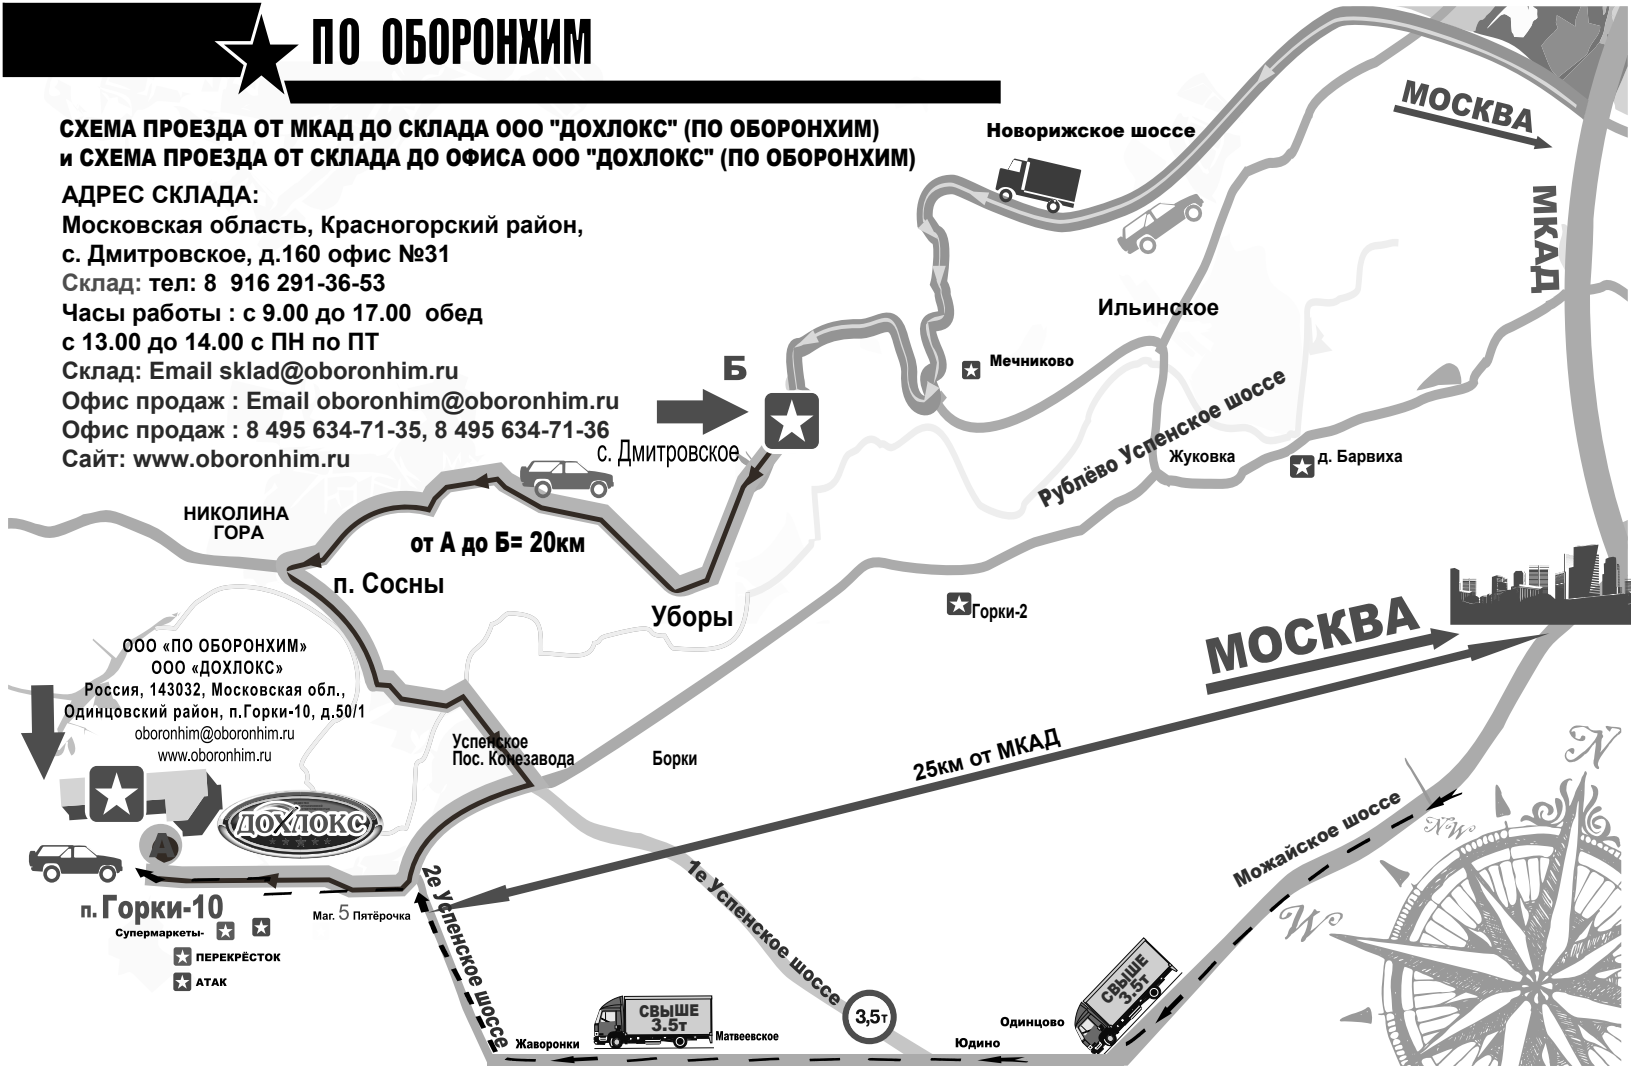 ПО ОБОРОНХИМ
СХЕМА ПРОЕЗДА ОТ МКАД ДО СКЛАДА ООО "ДОХЛОКС" (ПО ОБОРОНХИМ)
и СХЕМА ПРОЕЗДА ОТ СКЛАДА ДО ОФИСА ООО "ДОХЛОКС" (ПО ОБОРОНХИМ)
АДРЕС СКЛАДА:
Московская область, Красногорский район,
с. Дмитровское, д.160 офис №31
Склад: тел: 8 916 291-36-53
Часы работы : с 9.00 до 17.00 обед
с 13.00 до 14.00 с ПН по ПТ
Склад: Email sklad@oboronhim.ru
Офис продаж : Email oboronhim@oboronhim.ru
Офис продаж : 8 495 634-71-35, 8 495 634-71-36
Сайт: www.oboronhim.ru
Новорижское шоссе
МОСКВА
МКАД
Ильинское
Мечниково
Б
с. Дмитровское
Рублёво Успенское шоссе
Жуковка
д. Барвиха
НИКОЛИНА
ГОРА
от А до Б= 20км
п. Сосны
Уборы
Горки-2
МОСКВА
ООО «ПО ОБОРОНХИМ»
ООО «ДОХЛОКС»
Россия, 143032, Московская обл.,
Одинцовский район, п.Горки-10, д.50/1
oboronhim@oboronhim.ru
www.oboronhim.ru
Успенское
Пос. Конезавода
Борки
25км от МКАД
N
ДОХЛОКС
А
Можайское шоссе
NW
W
2е Успенское шоссе
1е Успенское шоссе
п. Горки-10
Маг. 5 Пятёрочка
Супермаркеты-
ПЕРЕКРЁСТОК
АТАК
СВЫШЕ
3.5т
СВЫШЕ
3.5т
3,5т
Одинцово
Матвеевское
Жаворонки
Юдино